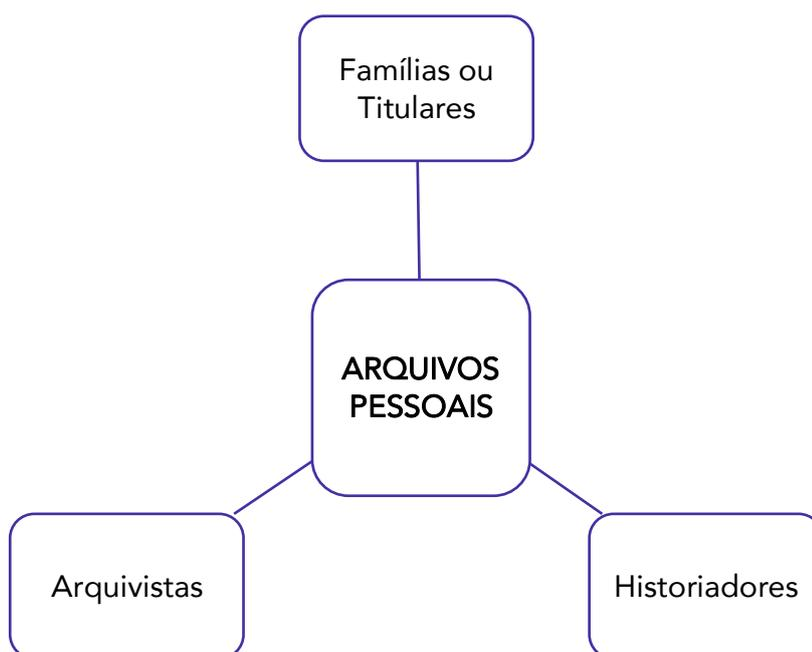 Famílias ou
Titulares
ARQUIVOS
PESSOAIS
Arquivistas
Historiadores